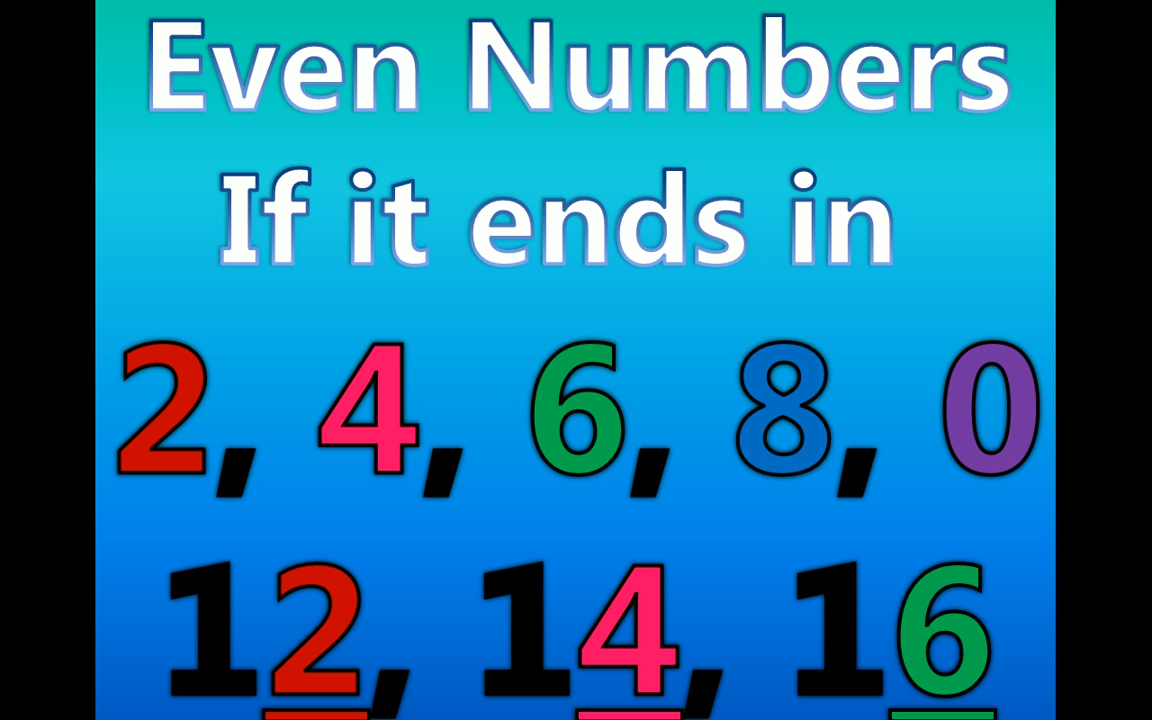 Even Numbers
If it ends in
2, 4, 6, 8, 0
12, 14, 16